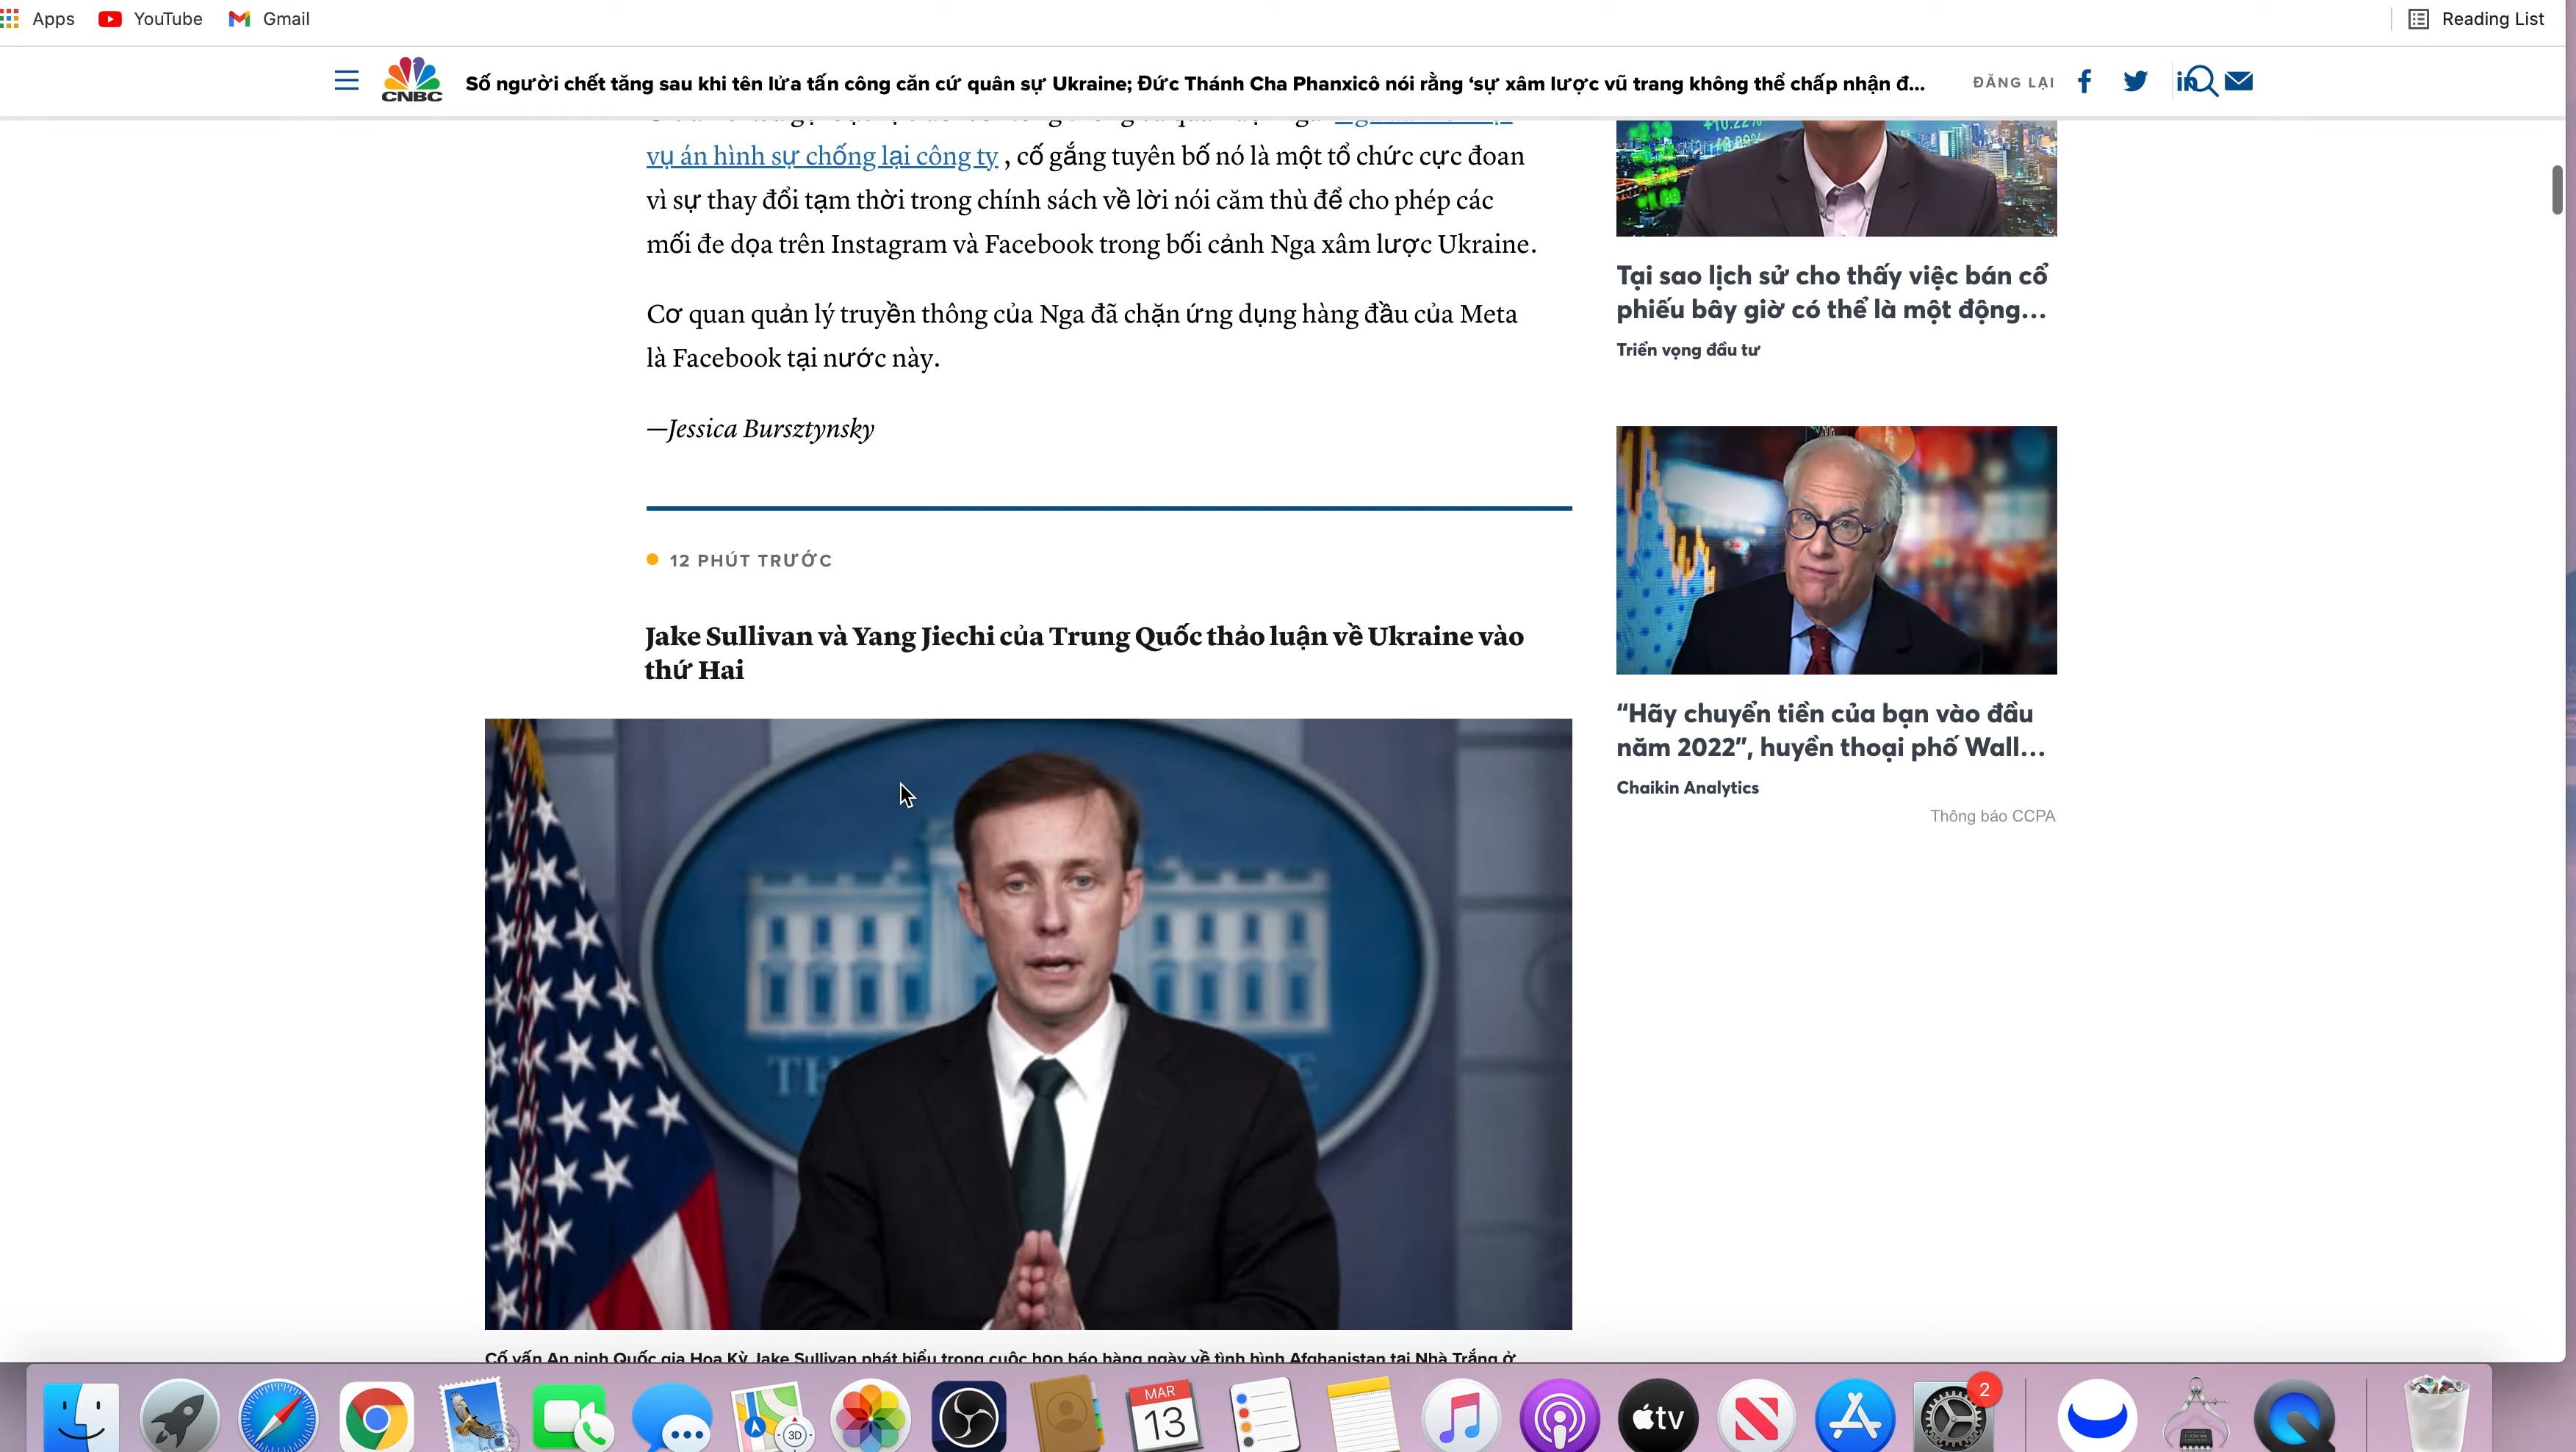 Apps YouTube Gmail Reading List
CNBC Số người chết tăng sau khi tên lửa tấn công căn cứ quân sự Ukraine; Đức Thánh Cha Phanxicô nói rằng ‘sự xâm lược vũ trang không thể chấp nhận đ... ĐĂNG LẠI
vụ án hình sự chống lại công ty , cố gắng tuyên bố nó là một tổ chức cực đoan
vì sự thay đổi tạm thời trong chính sách về lời nói căm thù để cho phép các
mối đe dọa trên Instagram và Facebook trong bối cảnh Nga xâm lược Ukraine.
Cơ quan quản lý truyền thông của Nga đã chặn ứng dụng hàng đầu của Meta
là Facebook tại nước này.
—Jessica Bursztynsky
12 PHÚT TRƯỚC
Jake Sullivan và Yang Jiechi của Trung Quốc thảo luận về Ukraine vào
thứ Hai
Cố vấn An ninh Quốc gia Hoa Kỳ Jake Sullivan phát biểu trong cuộc họp báo hàng ngày về tình hình Afghanistan tại Nhà Trắng ở
+10.22%
Tại sao lịch sử cho thấy việc bán cổ
phiếu bây giờ có thể là một động...
Triển vọng đầu tư
“Hãy chuyển tiền của bạn vào đầu
năm 2022”, huyền thoại phố Wall...
Chaikin Analytics
Thông báo CCPA
3D
MAR
13
tv
2